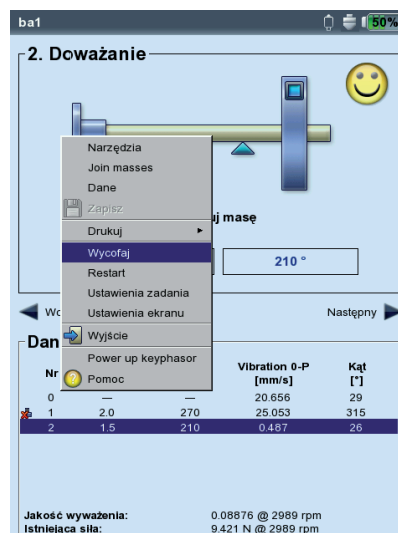 ba1
50%
2. Doważanie
Narzędzia
Join masses
Dane
Zapisz
uj masę
Drukuj
Wycofaj
210 °
Restart
Ustawienia zadania
Ustawienia ekranu
Następny
Wyjście
Dan
Power up keyphasor
Pomoc
Nr
Vibration 0-P
[mm/s]
Kąt
[°]
0 — — 20.656 29
1 2.0 270 25.053 315
2 1.5 210 0.487 26
Jakość wyważenia: 0.08876 @ 2989 rpm
Istniejąca siła: 9.421 N @ 2989 rpm